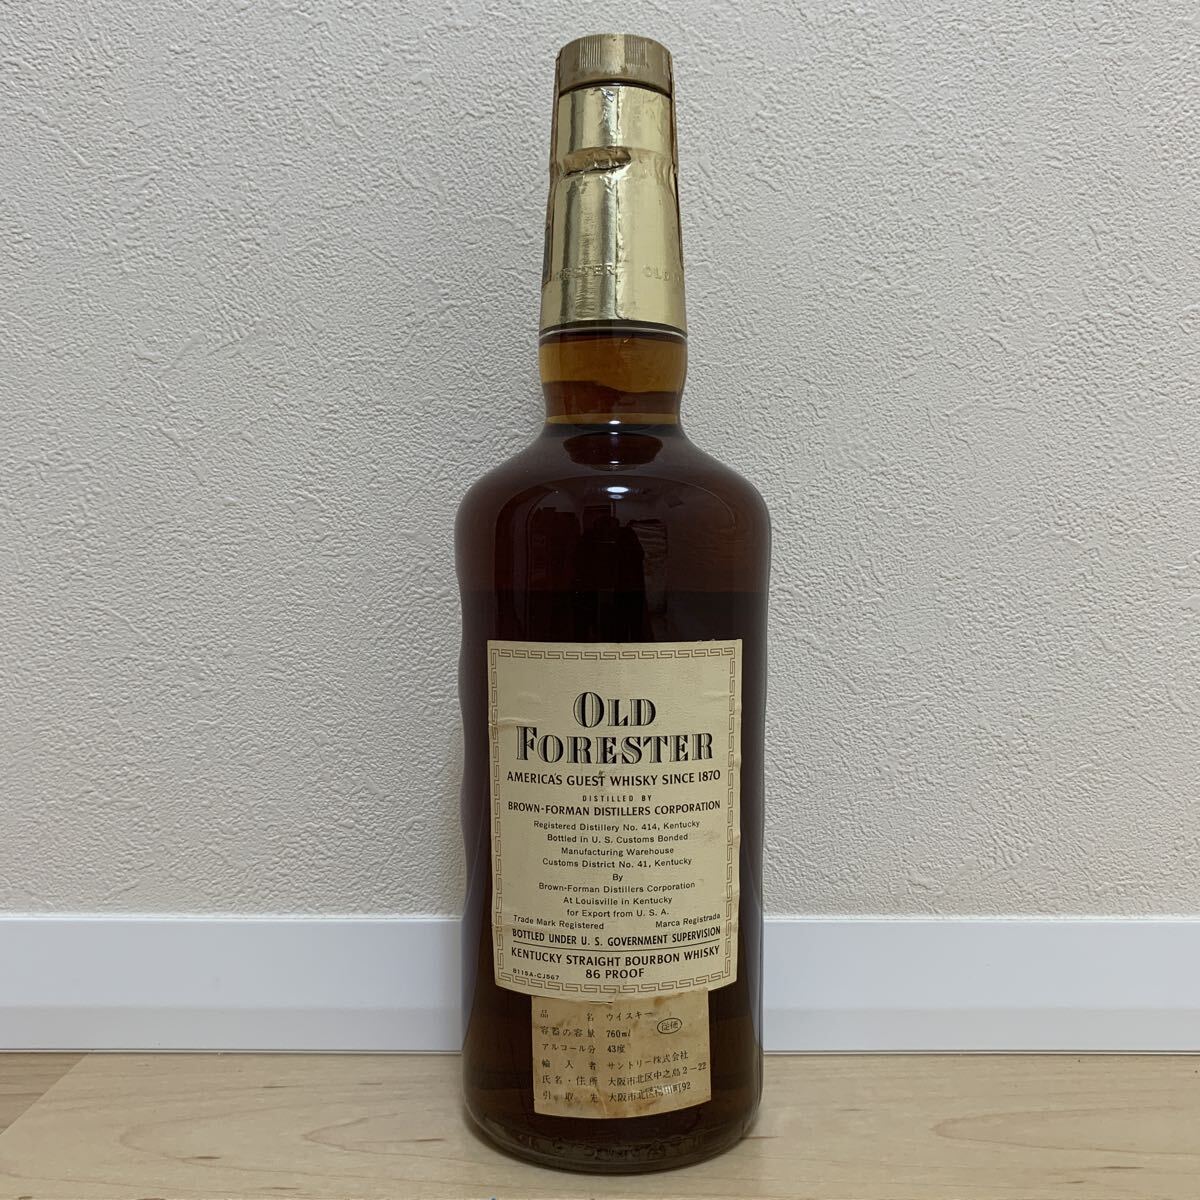 OLD
OLD
FORESTER
AMERICA'S GUEST WHISKY SINCE 1870
DISTILLED BY
BROWN-FORMAN DISTILLERS CORPORATION
Registered Distillery No. 414, Kentucky
Bottled in U. S. Customs Bonded
Manufacturing Warehouse
Customs District No. 41, Kentucky
By
Brown-Forman Distillers Corporation
At Louisville in Kentucky
for Export from U. S. A.
Trade Mark Registered Marca Registrada
BOTTLED UNDER U. S. GOVERNMENT SUPERVISION
KENTUCKY STRAIGHT BOURBON WHISKY
86 PROOF
8115A-CJ567
品名 ウイスキー
容器の容量 760ml 従価
アルコール分 43度
輸入者 サントリー株式会社
氏名・住所 大阪市北区中之島2-22
引取先 大阪市北区梅田町92